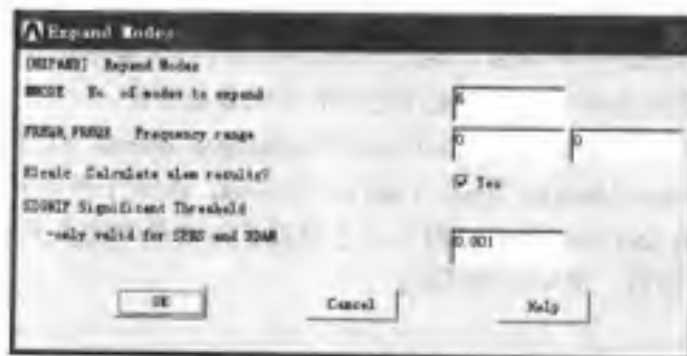 Expand Modes
[MXPAND] Expand Modes
NMODE No. of modes to expand
6
FREQB,FREQE Frequency range
0 0
Elcalc Calculate elem results?
Yes
SIGNIF Significant Threshold
-only valid for SPRS and DDAM
0.001
OK Cancel Help